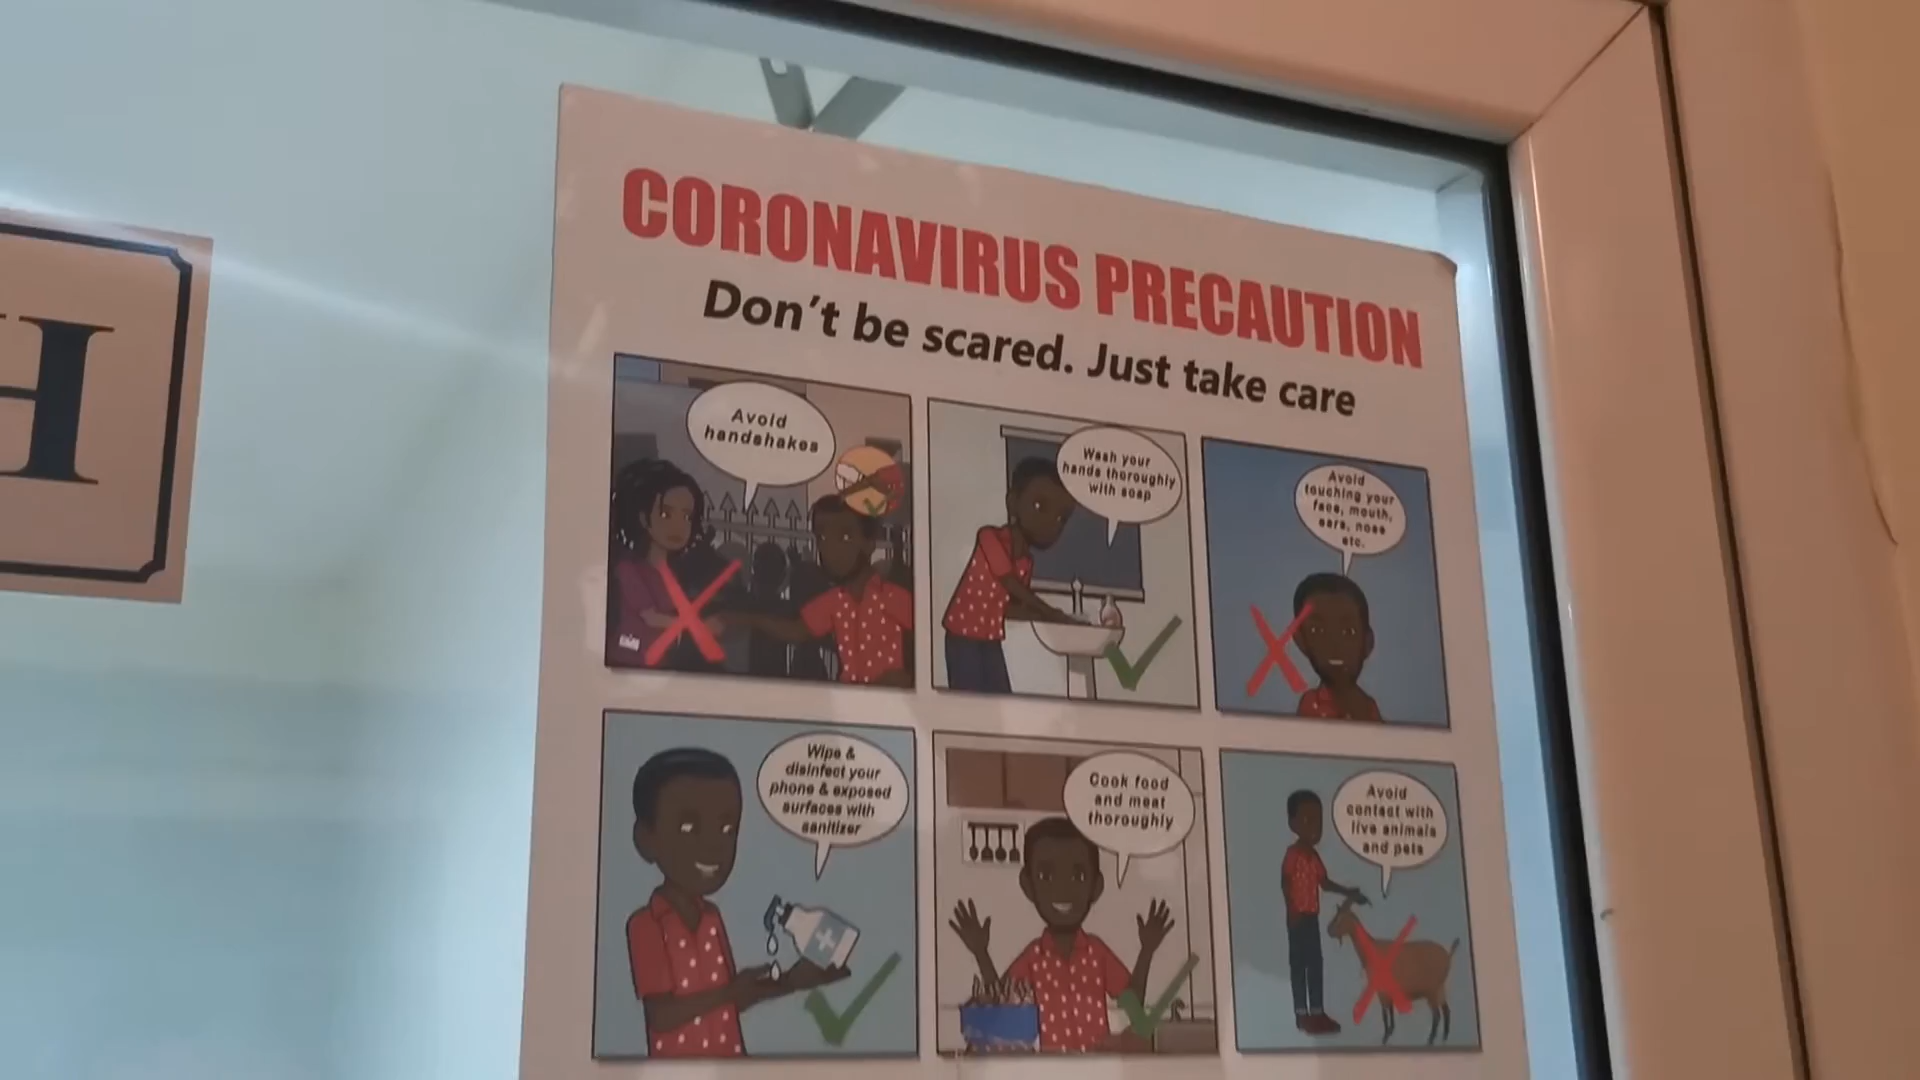 H
CORONAVIRUS PRECAUTION
Don't be scared. Just take care
Avoid
handshakes
Wash your
hands thoroughly
with soap
Avoid
touching your
face, mouth,
ears, nose
etc.
Wipe &
disinfect your
phone & exposed
surfaces with
sanitizer
Cook food
and meat
thoroughly
Avoid
contact with
live animals
and pets